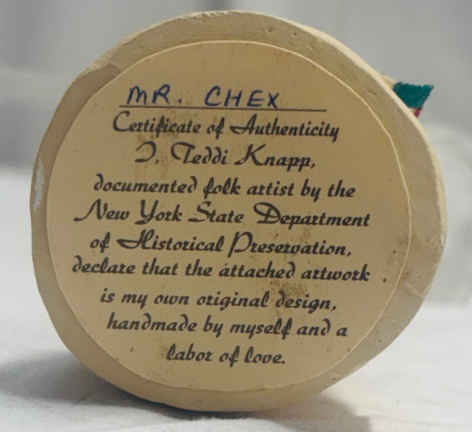 MR. CHEX
Certificate of Authenticity
I, Teddi Knapp,
documented folk artist by the
New York State Department
of Historical Preservation,
declare that the attached artwork
is my own original design,
handmade by myself and a
labor of love.